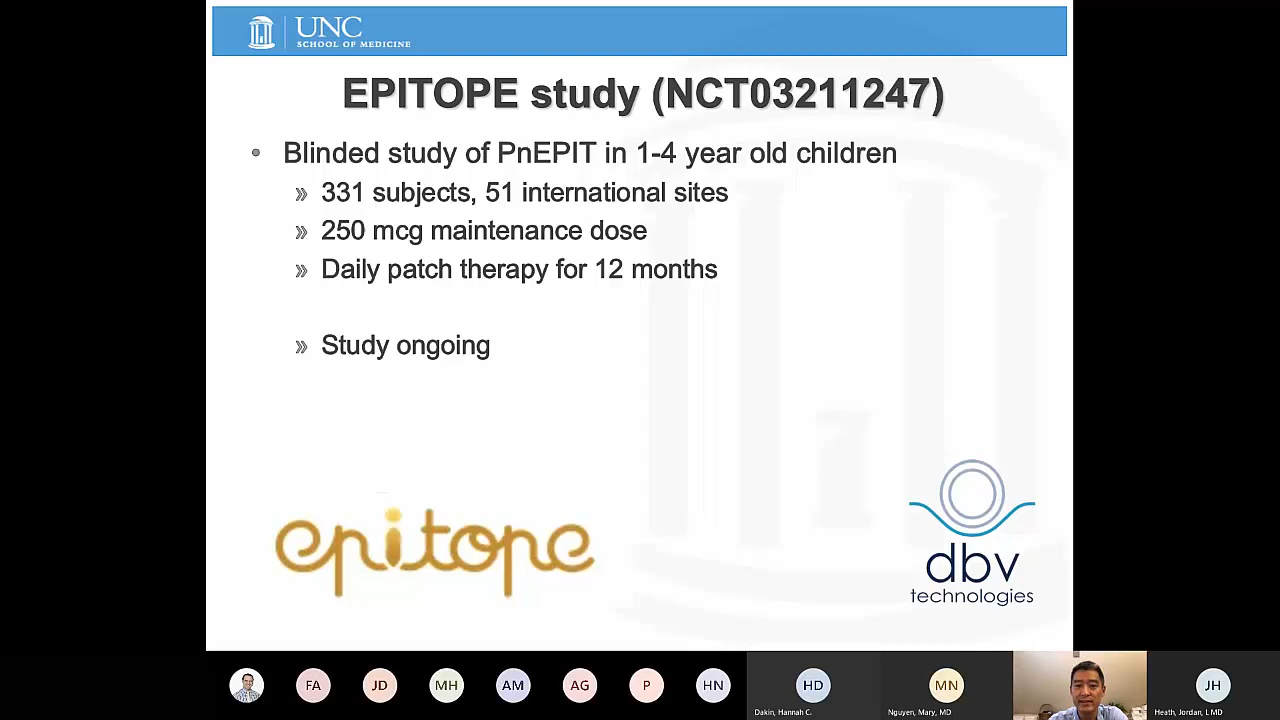 UNC
SCHOOL OF MEDICINE
EPITOPE study (NCT03211247)
• Blinded study of PnEPIT in 1-4 year old children
» 331 subjects, 51 international sites
» 250 mcg maintenance dose
» Daily patch therapy for 12 months
» Study ongoing
epitope
dbv
technologies
FA JD MH AM AG P HN HD MN JH
Dakin, Hannah C. Nguyen, Mary, MD Heath, Jordan, L MD